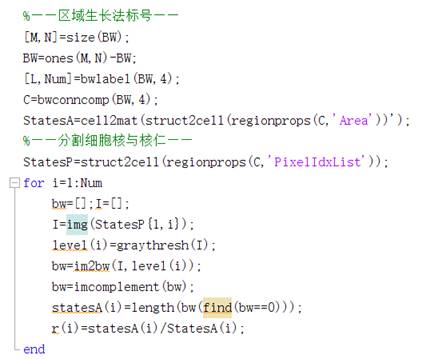 %——区域生长法标号——
[M,N]=size(BW);
BW=ones(M,N)-BW;
[L,Num]=bwlabel(BW,4);
C=bwconncomp(BW,4);
StatesA=cell2mat(struct2cell(regionprops(C,'Area'))');
%——分割细胞核与核仁——
StatesP=struct2cell(regionprops(C,'PixelIdxList'));
for i=1:Num
bw=[];I=[];
I=img(StatesP{1,i});
level(i)=graythresh(I);
bw=im2bw(I,level(i));
bw=imcomplement(bw);
statesA(i)=length(bw(find(bw==0)));
r(i)=statesA(i)/StatesA(i);
end